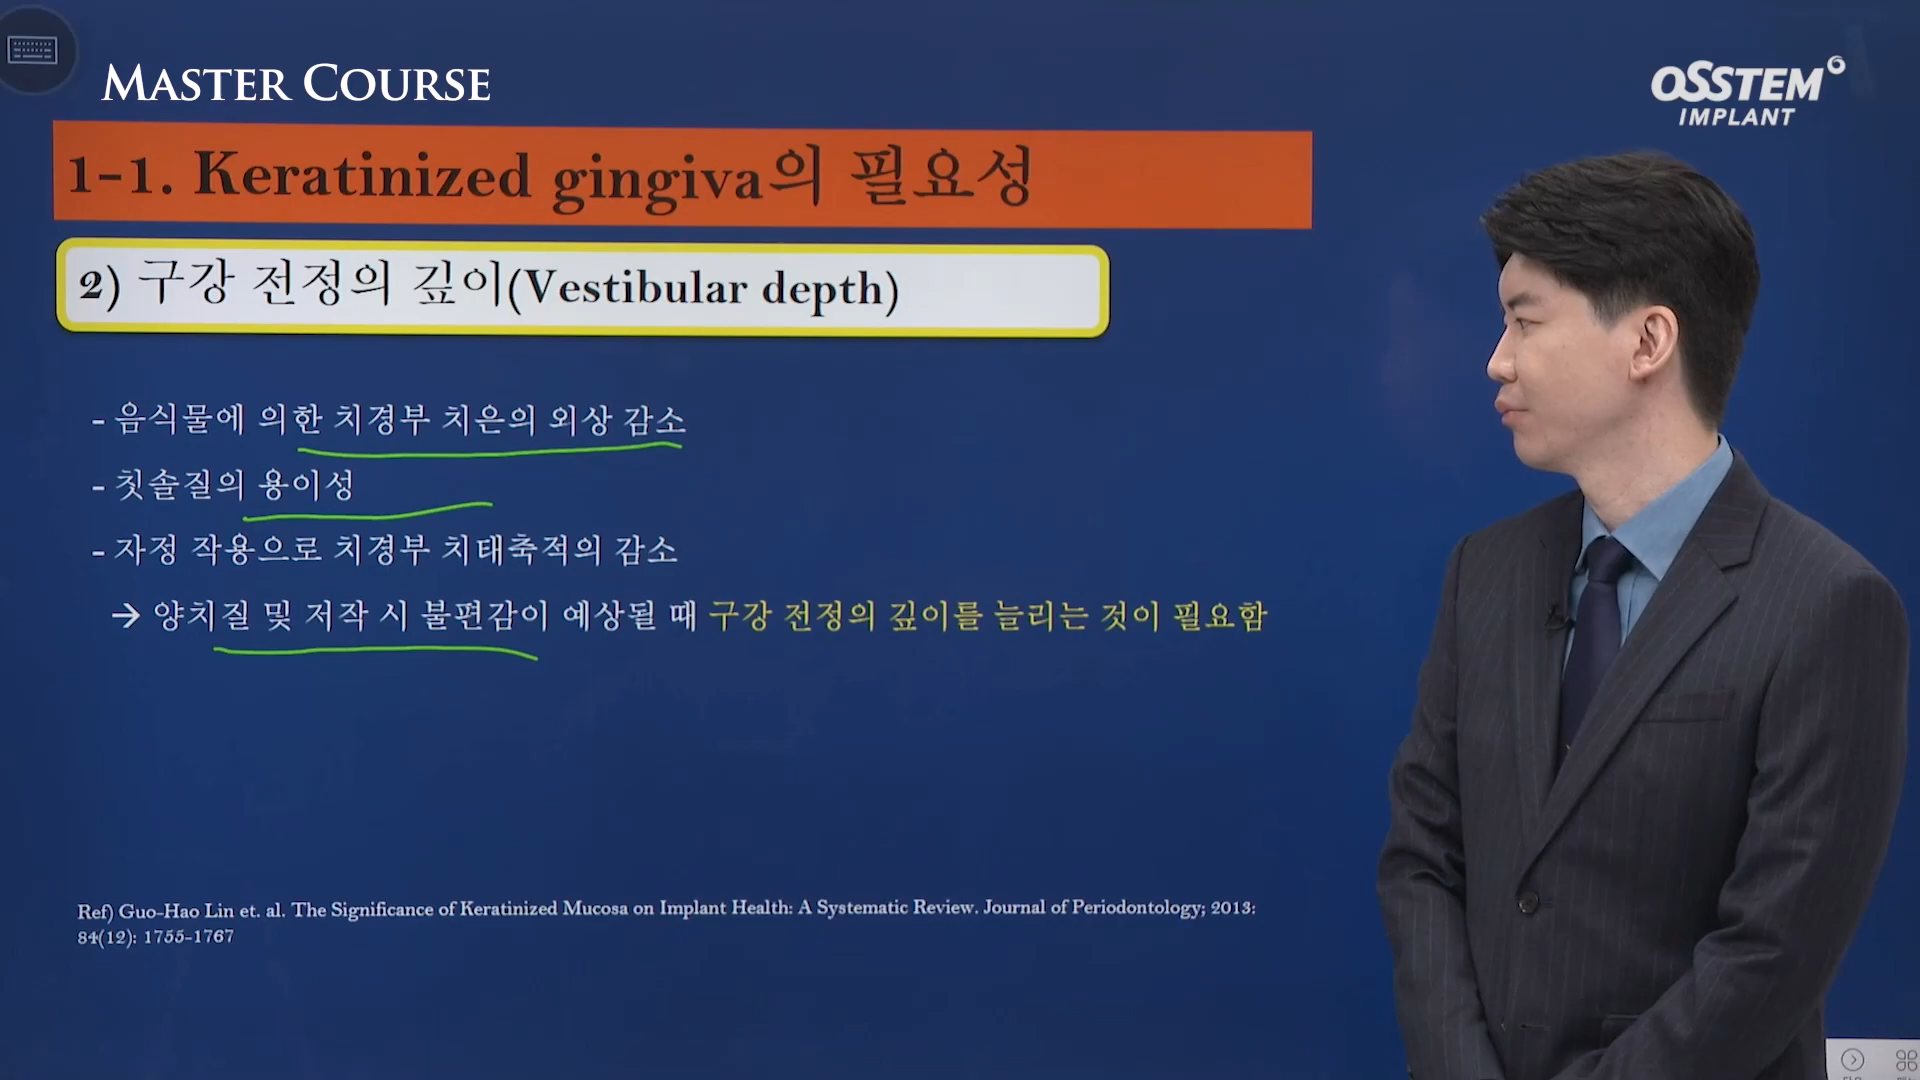 MASTER COURSE
OSSTEM
IMPLANT
1-1. Keratinized gingiva의 필요성
2) 구강 전정의 깊이(Vestibular depth)
- 음식물에 의한 치경부 치은의 외상 감소
- 칫솔질의 용이성
- 자정 작용으로 치경부 치태축적의 감소
→ 양치질 및 저작 시 불편감이 예상될 때 구강 전정의 깊이를 늘리는 것이 필요함
Ref) Guo-Hao Lin et. al. The Significance of Keratinized Mucosa on Implant Health: A Systematic Review. Journal of Periodontology; 2013:
84(12): 1755-1767